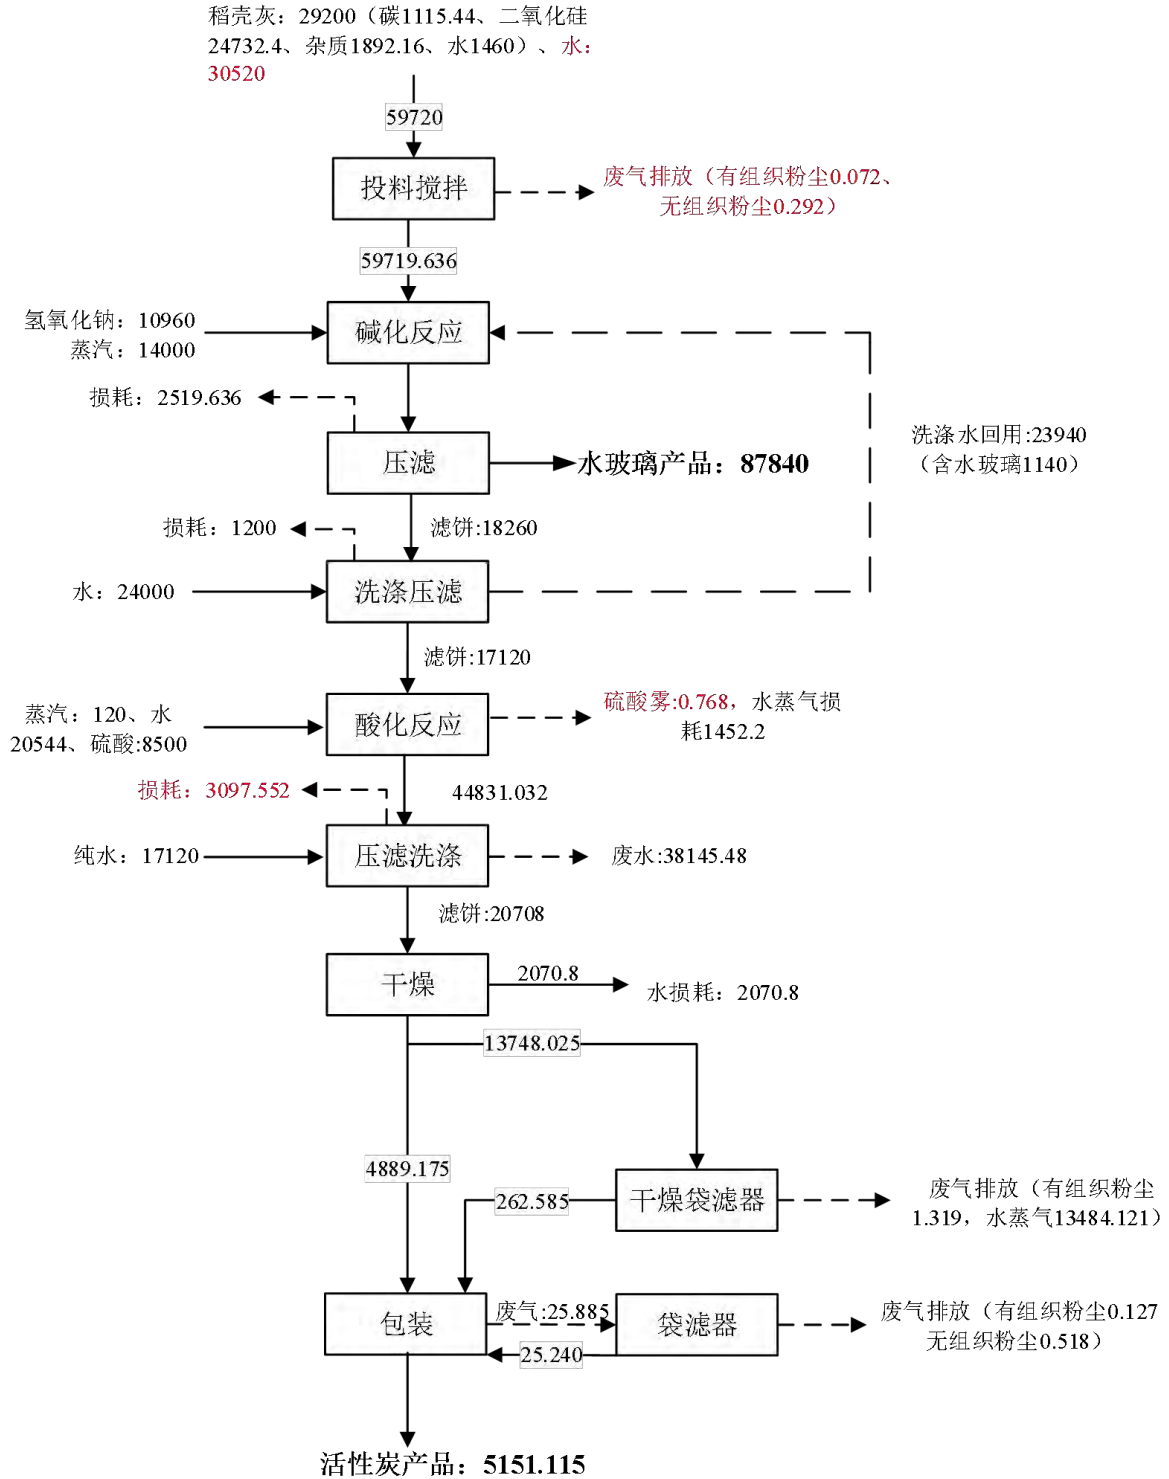 稻壳灰：29200（碳1115.44、二氧化硅
24732.4、杂质1892.16、水1460）、水：
30520
59720
投料搅拌
废气排放（有组织粉尘0.072、
无组织粉尘0.292）
59719.636
氢氧化钠：10960
蒸汽：14000
碱化反应
损耗：2519.636
洗涤水回用:23940
（含水玻璃1140）
压滤
水玻璃产品：87840
损耗：1200
滤饼:18260
水：24000
洗涤压滤
滤饼:17120
蒸汽：120、水
20544、硫酸:8500
酸化反应
硫酸雾:0.768，水蒸气损
耗1452.2
损耗：3097.552
44831.032
纯水：17120
压滤洗涤
废水:38145.48
滤饼:20708
干燥
2070.8
水损耗：2070.8
13748.025
4889.175
262.585
干燥袋滤器
废气排放（有组织粉尘
1.319，水蒸气13484.121）
包装
废气:25.885
袋滤器
废气排放（有组织粉尘0.127
无组织粉尘0.518）
25.240
活性炭产品：5151.115